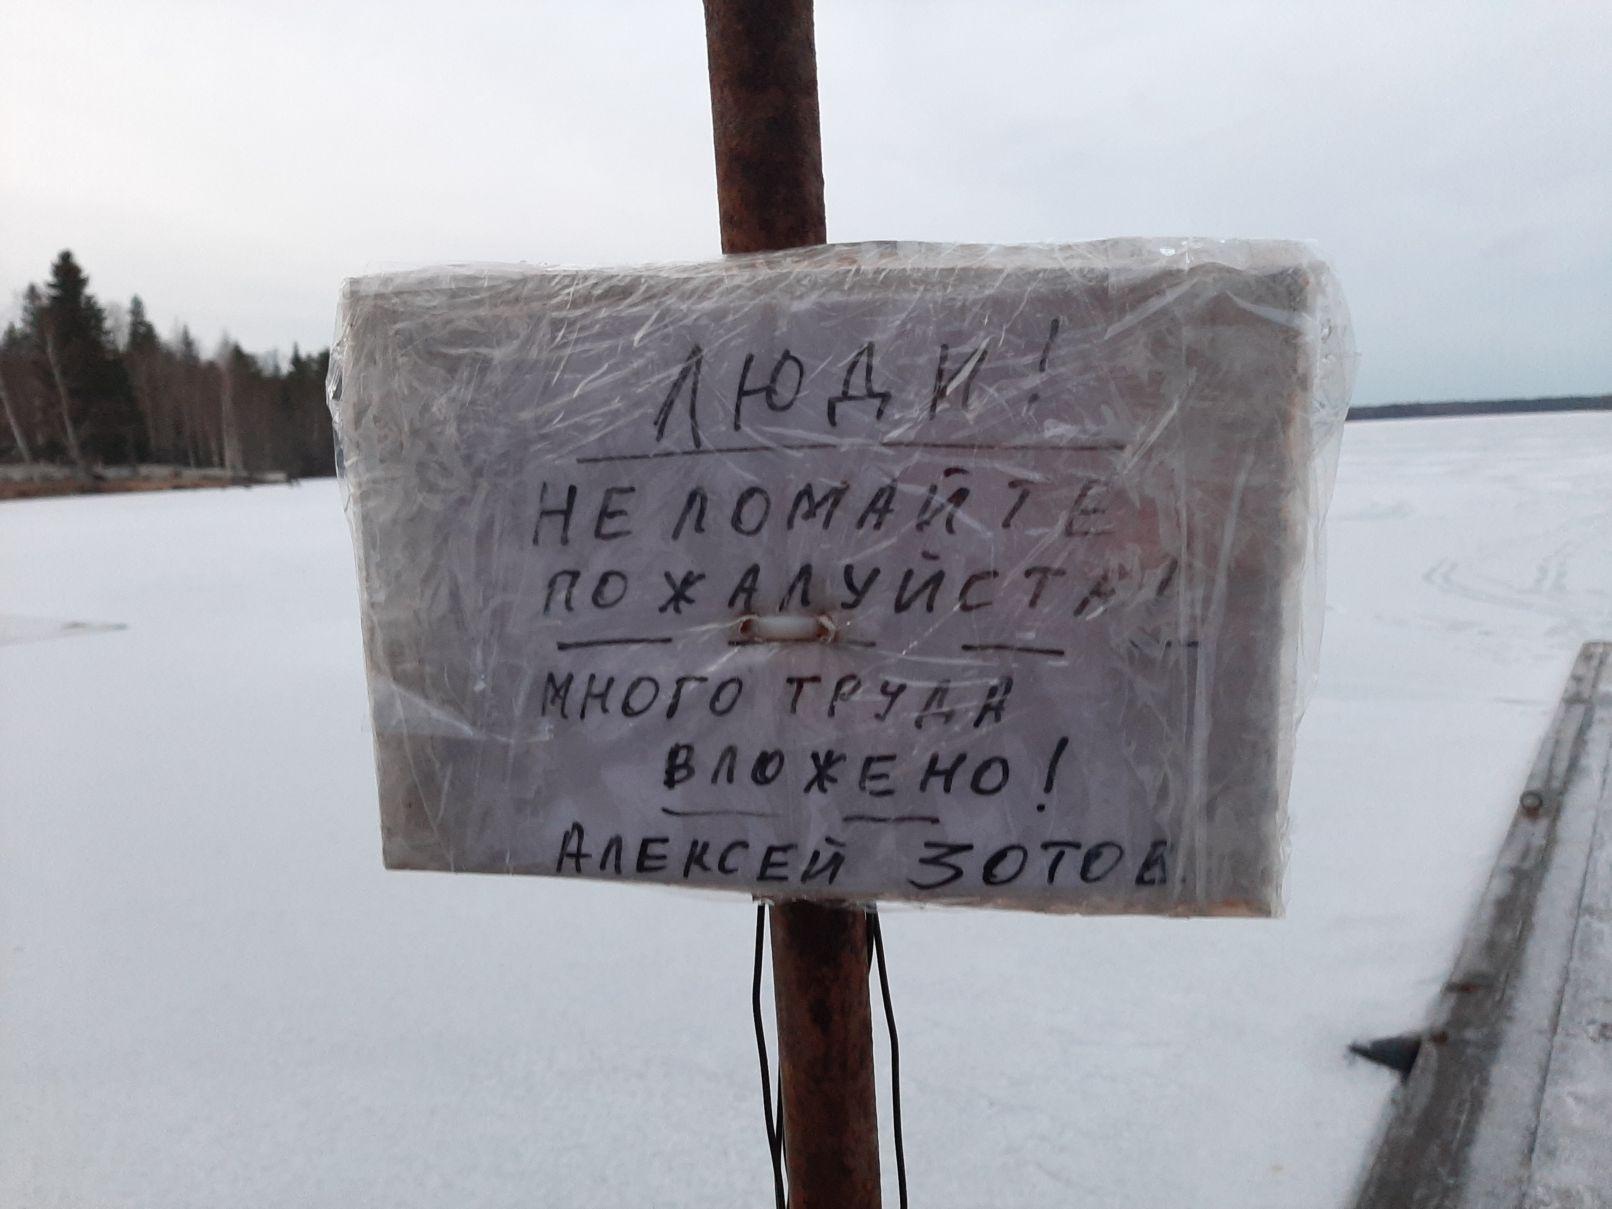 ЛЮДИ!
НЕ ЛОМАЙТЕ
ПОЖАЛУЙСТА!
МНОГО ТРУДА
ВЛОЖЕНО!
АЛЕКСЕЙ ЗОТОВ